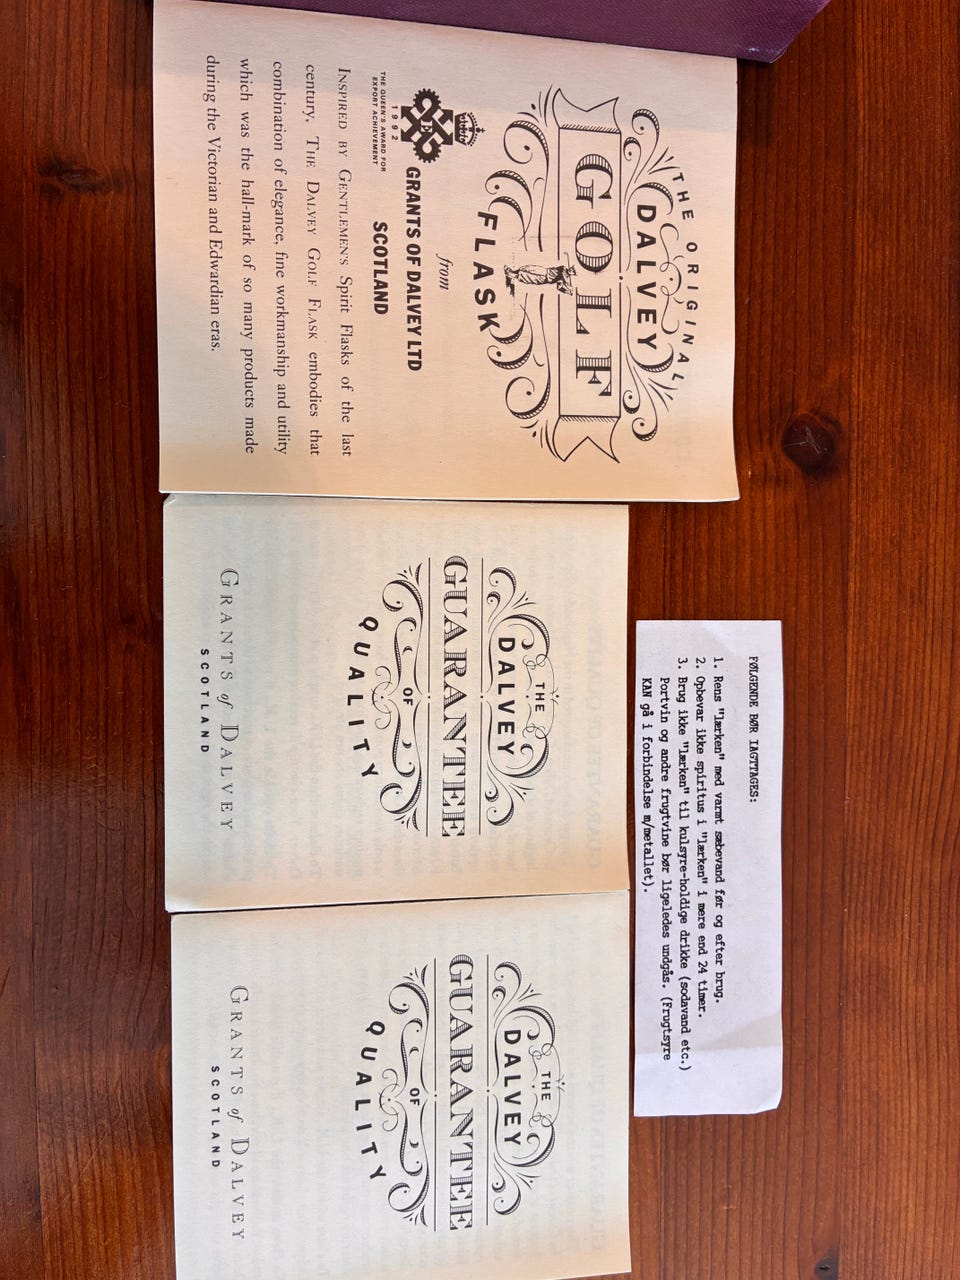 THE ORIGINAL
DALVEY
GOLF
FLASK
from
GRANTS OF DALVEY LTD
SCOTLAND
E
1992
THE QUEEN'S AWARD FOR
EXPORT ACHIEVEMENT
INSPIRED BY GENTLEMEN'S Spirit Flasks of the last
century, THE DALVEY GOLF FLASK embodies that
combination of elegance, fine workmanship and utility
which was the hall-mark of so many products made
during the Victorian and Edwardian eras.
THE
DALVEY
GUARANTEE
OF
QUALITY
GRANTS of DALVEY
SCOTLAND
THE
DALVEY
GUARANTEE
OF
QUALITY
GRANTS of DALVEY
SCOTLAND
FØLGENDE BØR IAGTTAGES:
1. Rens "lærken" med varmt sæbevand før og efter brug.
2. Opbevar ikke spiritus i "lærken" i mere end 24 timer.
3. Brug ikke "lærken" til kulsyre-holdige drikke (sodavand etc.)
Portvin og andre frugtvine bør ligeledes undgås. (Frugtsyre
KAN gå i forbindelse m/metallet).